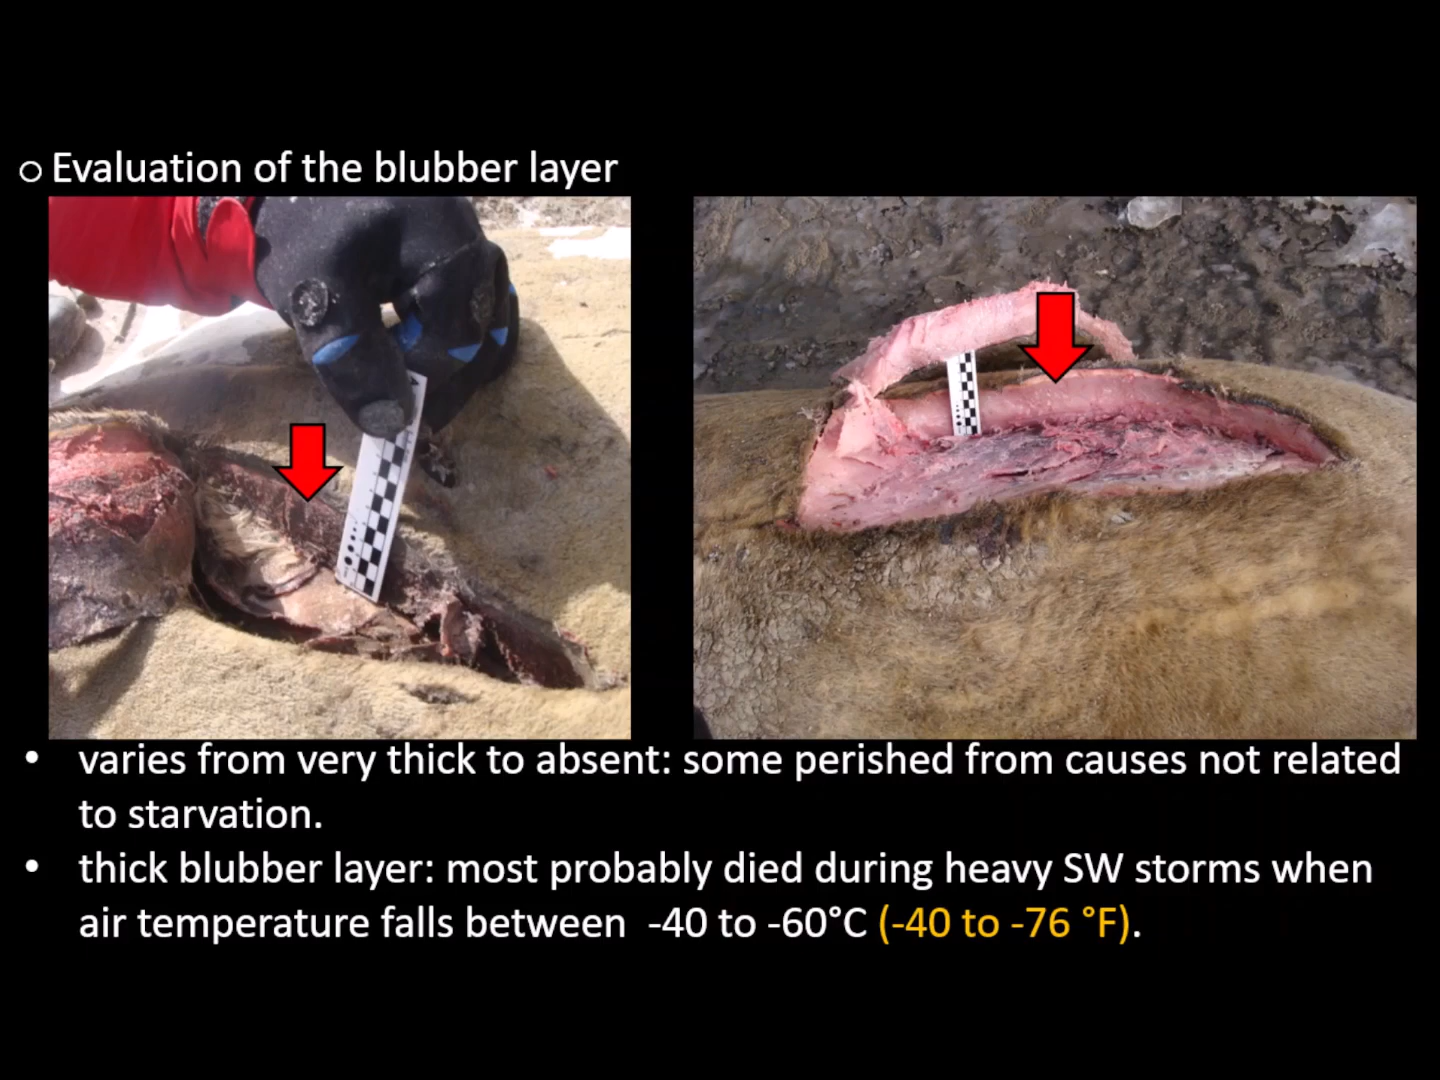 ○ Evaluation of the blubber layer
• varies from very thick to absent: some perished from causes not related
to starvation.
• thick blubber layer: most probably died during heavy SW storms when
air temperature falls between -40 to -60°C (-40 to -76 °F).